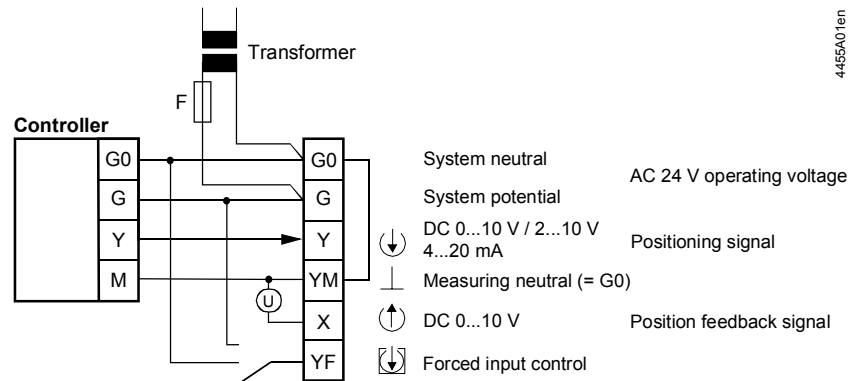 4455A01en
Transformer
F
Controller
G0 G0 System neutral
AC 24 V operating voltage
G G System potential
Y Y DC 0...10 V / 2...10 V
4...20 mA
Positioning signal
M YM Measuring neutral (= G0)
U
X DC 0...10 V Position feedback signal
YF Forced input control